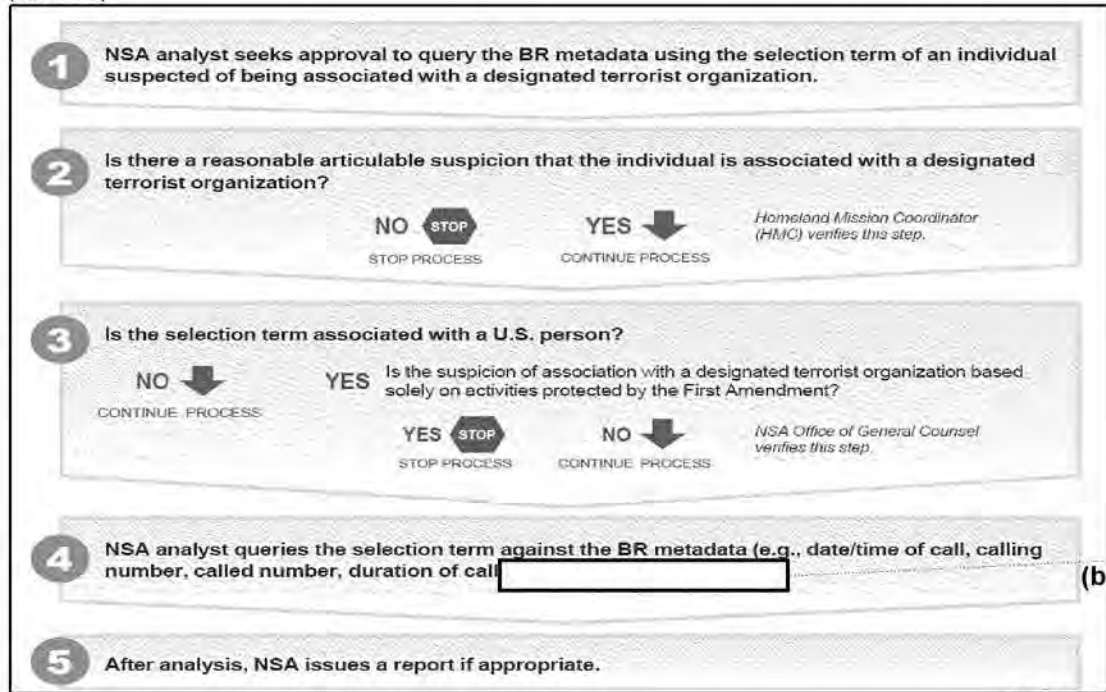 1
NSA analyst seeks approval to query the BR metadata using the selection term of an individual
suspected of being associated with a designated terrorist organization.
2
Is there a reasonable articulable suspicion that the individual is associated with a designated
terrorist organization?
NO STOP YES
STOP PROCESS CONTINUE PROCESS
Homeland Mission Coordinator
(HMC) verifies this step.
3
Is the selection term associated with a U.S. person?
NO
CONTINUE PROCESS
YES
Is the suspicion of association with a designated terrorist organization based
solely on activities protected by the First Amendment?
YES STOP NO
STOP PROCESS CONTINUE PROCESS
NSA Office of General Counsel
verifies this step.
4
NSA analyst queries the selection term against the BR metadata (e.g., date/time of call, calling
number, called number, duration of call
(b
5
After analysis, NSA issues a report if appropriate.